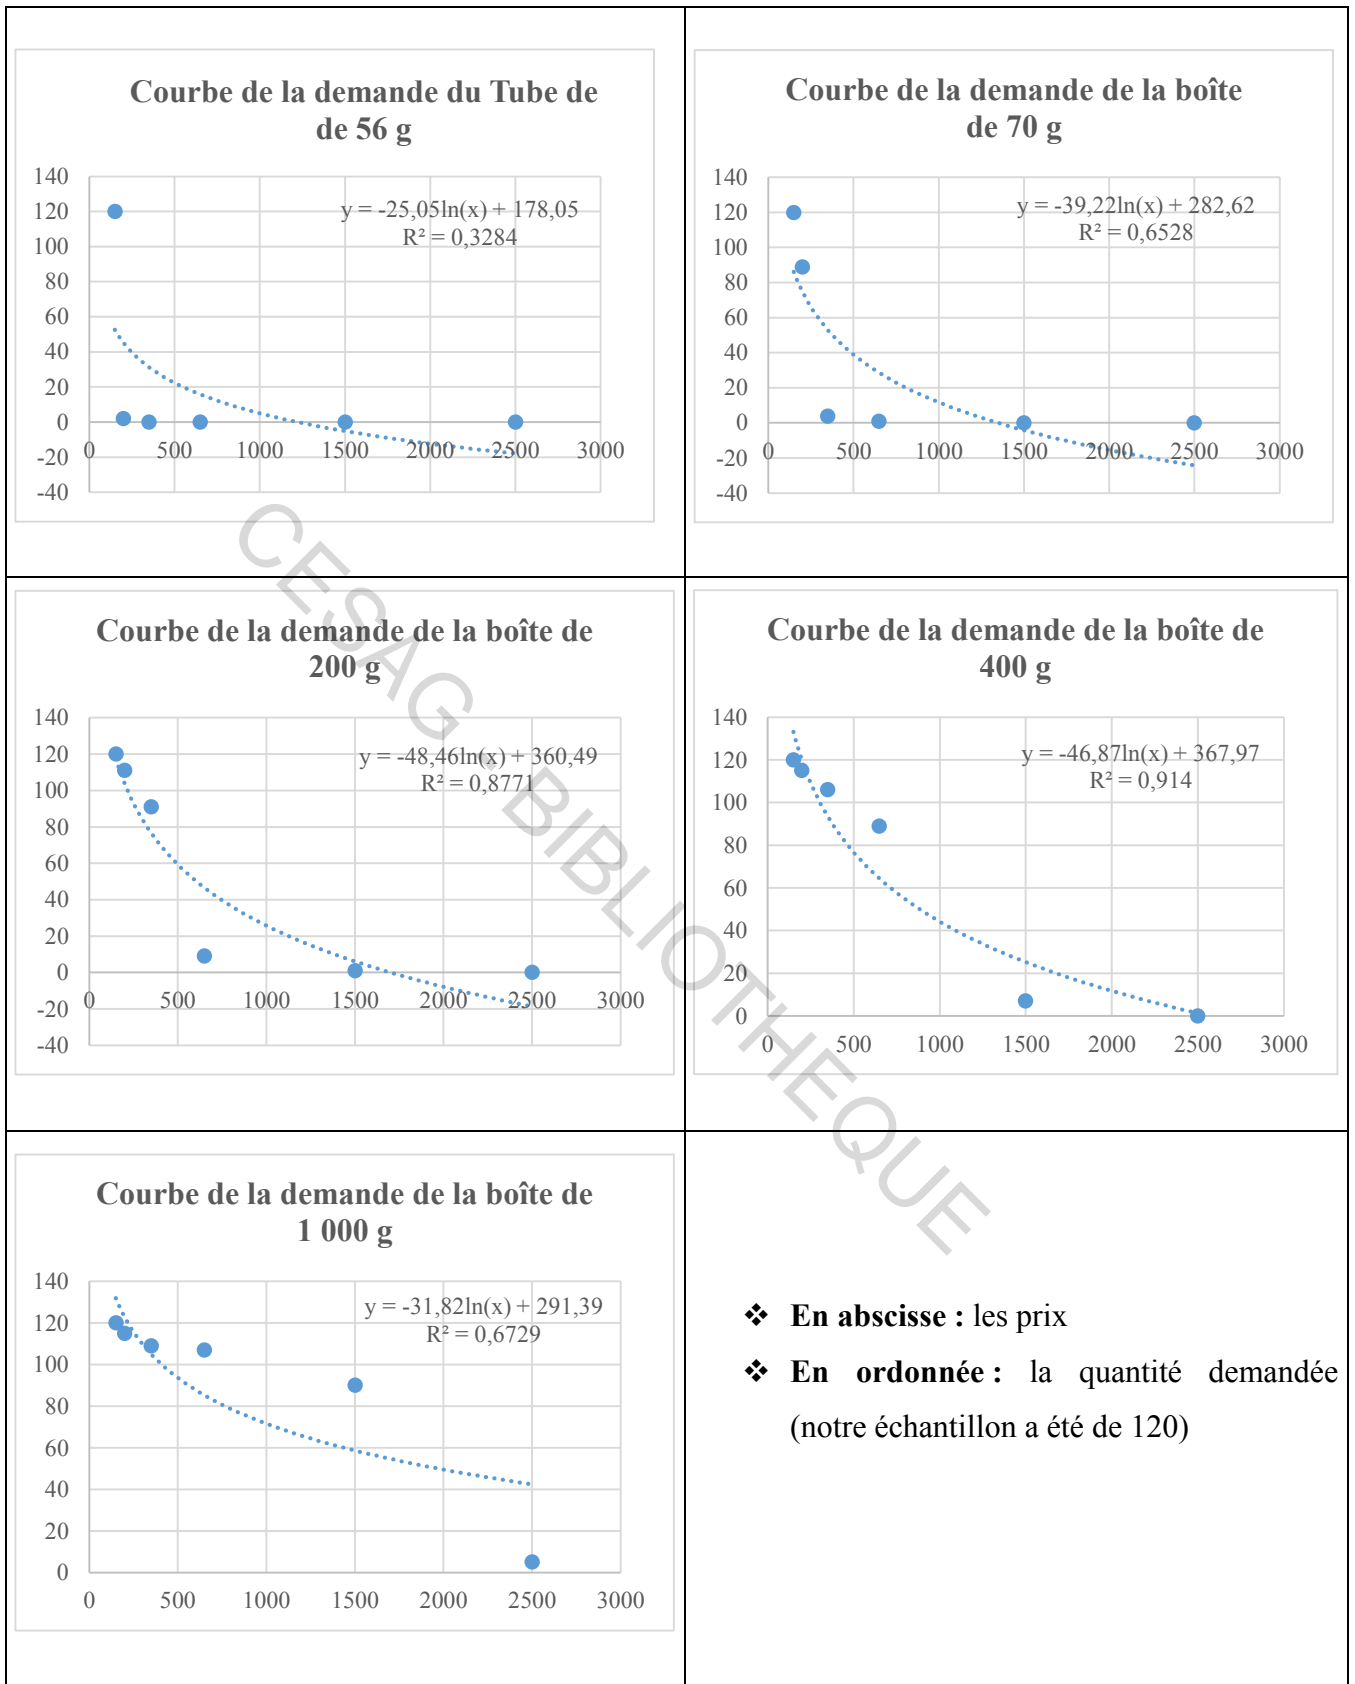 Courbe de la demande du Tube de
de 56 g
140
120
100
80
60
40
20
0
-20
-40
0 500 1000 1500 2000 2500 3000
y = -25,05ln(x) + 178,05
R² = 0,3284
Courbe de la demande de la boîte
de 70 g
140
120
100
80
60
40
20
0
-20
-40
0 500 1000 1500 2000 2500 3000
y = -39,22ln(x) + 282,62
R² = 0,6528
Courbe de la demande de la boîte de
200 g
140
120
100
80
60
40
20
0
-20
-40
0 500 1000 1500 2000 2500 3000
y = -48,46ln(x) + 360,49
R² = 0,8771
Courbe de la demande de la boîte de
400 g
140
120
100
80
60
40
20
0
0 500 1000 1500 2000 2500 3000
y = -46,87ln(x) + 367,97
R² = 0,914
Courbe de la demande de la boîte de
1 000 g
140
120
100
80
60
40
20
0
0 500 1000 1500 2000 2500 3000
y = -31,82ln(x) + 291,39
R² = 0,6729
❖ En abscisse : les prix
❖ En ordonnée : la quantité demandée
(notre échantillon a été de 120)
CESAG - BIBLIOTHEQUE